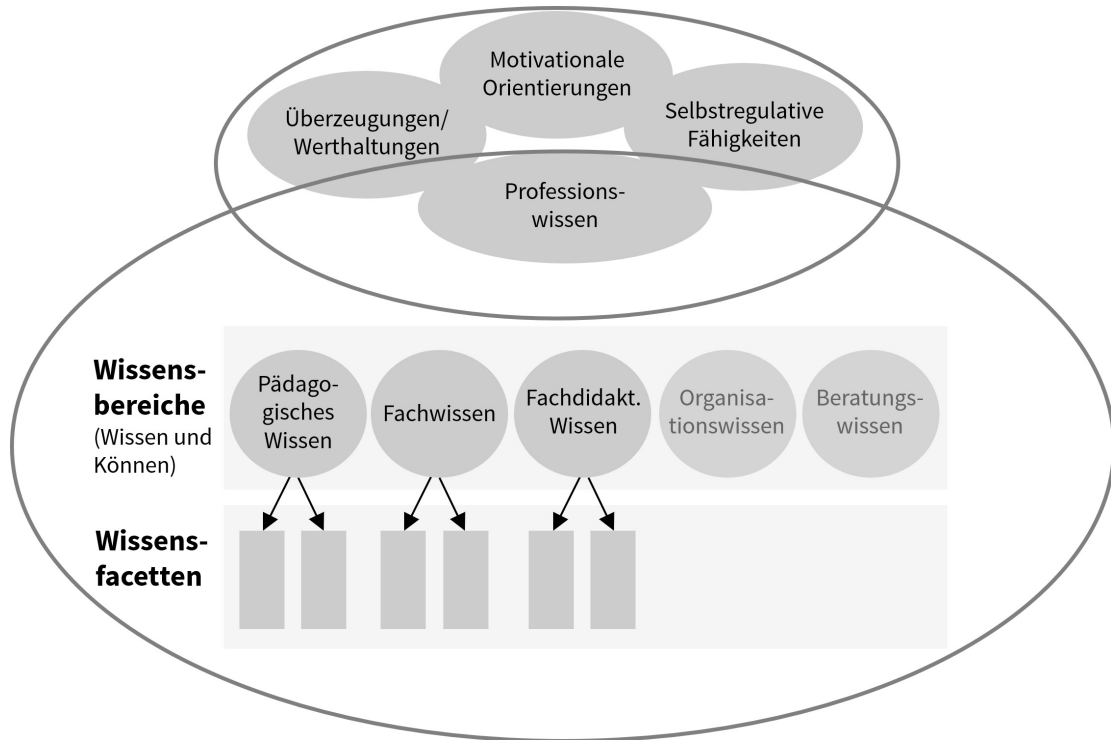 Motivationale
Orientierungen
Überzeugungen/
Werthaltungen
Selbstregulative
Fähigkeiten
Professions-
wissen
Wissens-
bereiche
(Wissen und
Können)
Pädago-
gisches
Wissen
Fachwissen
Fachdidakt.
Wissen
Organisa-
tionswissen
Beratungs-
wissen
Wissens-
facetten